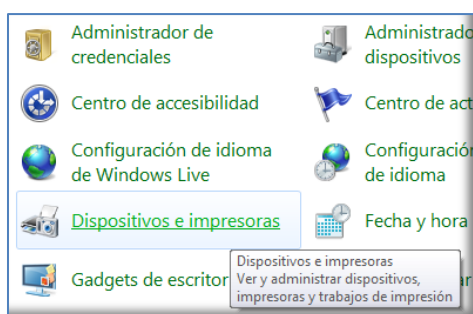 Administrador de
credenciales
Administrado
dispositivos
Centro de accesibilidad
Centro de act
Configuración de idioma
de Windows Live
Configuración
de idioma
Dispositivos e impresoras
Fecha y hora
Gadgets de escritor
Dispositivos e impresoras
Ver y administrar dispositivos,
impresoras y trabajos de impresión